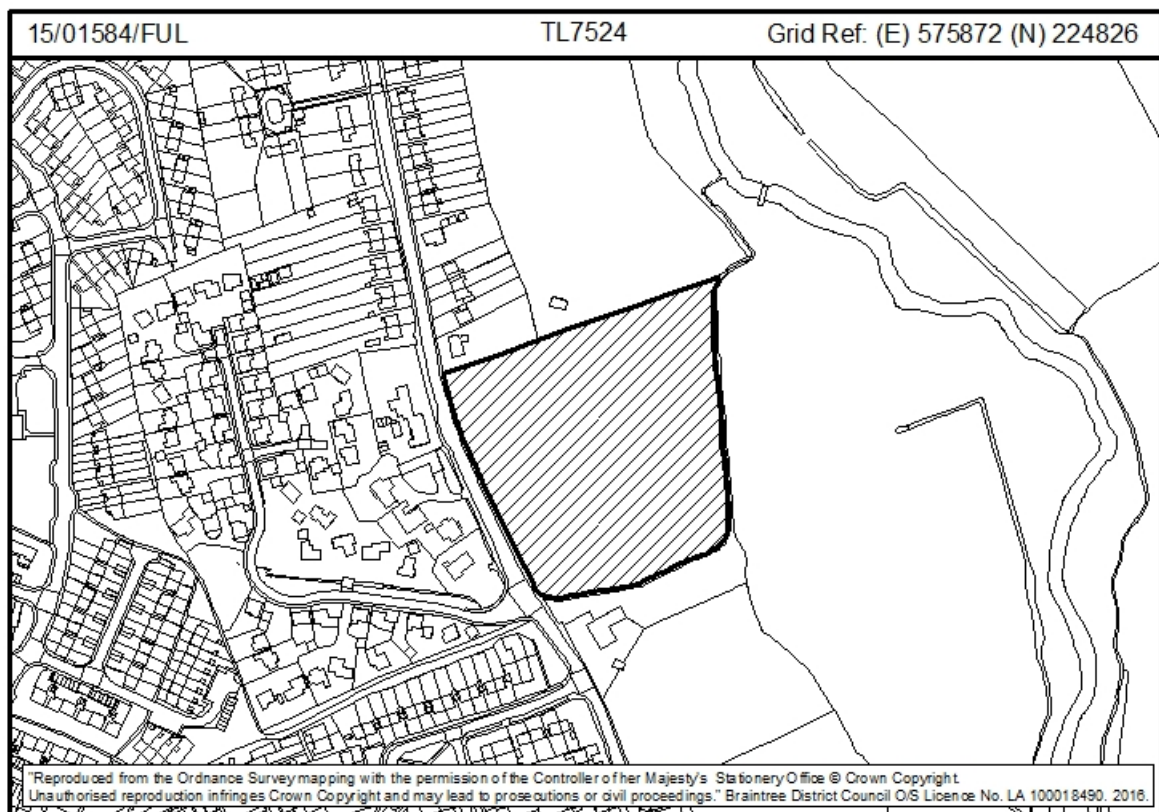 15/01584/FUL TL7524 Grid Ref: (E) 575872 (N) 224826
"Reproduced from the Ordnance Survey mapping with the permission of the Controller of her Majesty's Stationery Office © Crown Copyright.
Unauthorised reproduction infringes Crown Copyright and may lead to prosecutions or civil proceedings." Braintree District Council O/S Licence No. LA 100018490. 2016.